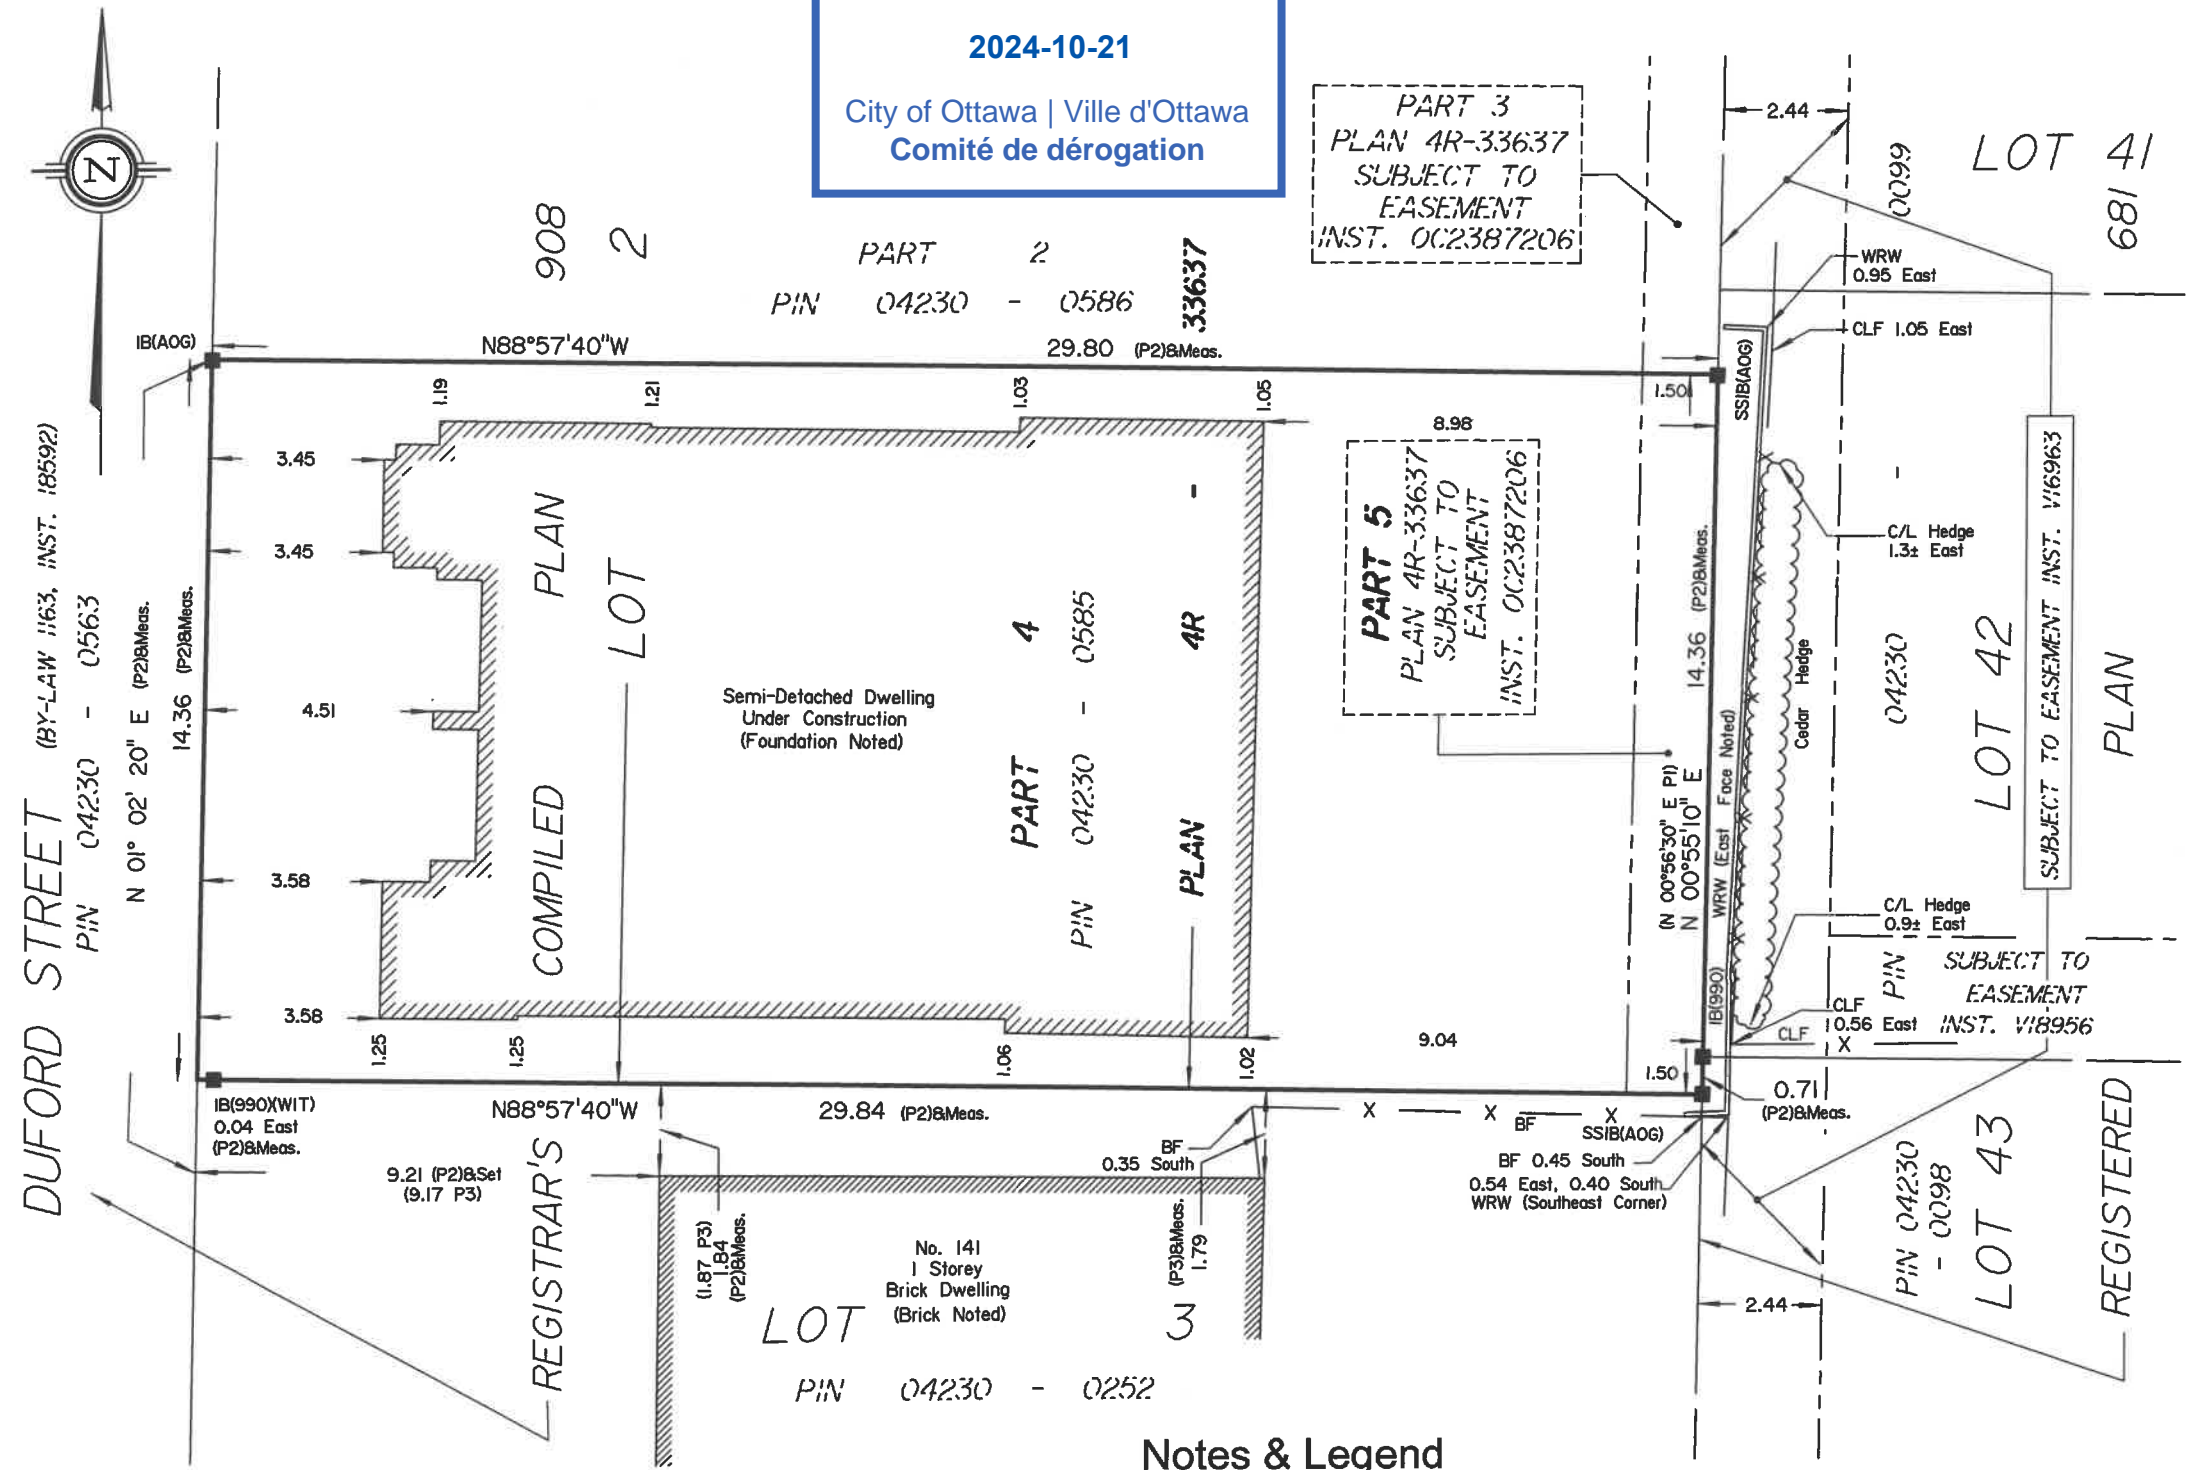 2024-10-21
City of Ottawa | Ville d'Ottawa
Comité de dérogation
N
908
2
PART 2
PIN 04230 - 0586
33637
PART 3
PLAN 4R-33637
SUBJECT TO
EASEMENT
INST. OC2387206
2.44
0099
LOT 41
681
WRW
0.95 East
CLF 1.05 East
IB(AOG)
N88°57'40"W
29.80 (P2)&Meas.
SSIB(AOG)
1.50
1.19
1.21
1.03
1.05
8.98
3.45
3.45
4.51
3.58
3.58
DUFORD STREET (BY-LAW 1163, INST. 18592)
PIN 04230 - 0563
N 01° 02' 20" E (P2)&Meas.
14.36 (P2)&Meas.
COMPILED PLAN
LOT
Semi-Detached Dwelling
Under Construction
(Foundation Noted)
PART 4
PIN 04230 - 0585
PLAN 4R -
PART 5
PLAN 4R-33637
SUBJECT TO
EASEMENT
INST. OC2387206
14.36 (P2)&Meas.
(N 00°56'30" E P1)
N 00°55'10" E
WRW (East Face Noted)
IB(990)
Cedar Hedge
C/L Hedge
1.3± East
04230 -
LOT 42
SUBJECT TO EASEMENT INST. V16963
PLAN
C/L Hedge
0.9± East
PIN
SUBJECT TO
EASEMENT
INST. V18956
CLF
0.56 East
CLF
X
1.25
1.25
1.06
1.02
9.04
1.50
0.71
(P2)&Meas.
IB(990)(WIT)
0.04 East
(P2)&Meas.
N88°57'40"W
29.84 (P2)&Meas.
X X X
BF
SSIB(AOG)
BF
0.35 South
BF 0.45 South
0.54 East, 0.40 South
WRW (Southeast Corner)
9.21 (P2)&Set
(9.17 P3)
REGISTRAR'S
(1.87 P3)
1.84
(P2)&Meas.
No. 141
1 Storey
Brick Dwelling
(Brick Noted)
(P3)&Meas.
1.79
LOT 3
PIN 04230 - 0252
2.44
PIN 04230
- 0098
LOT 43
REGISTERED
Notes & Legend